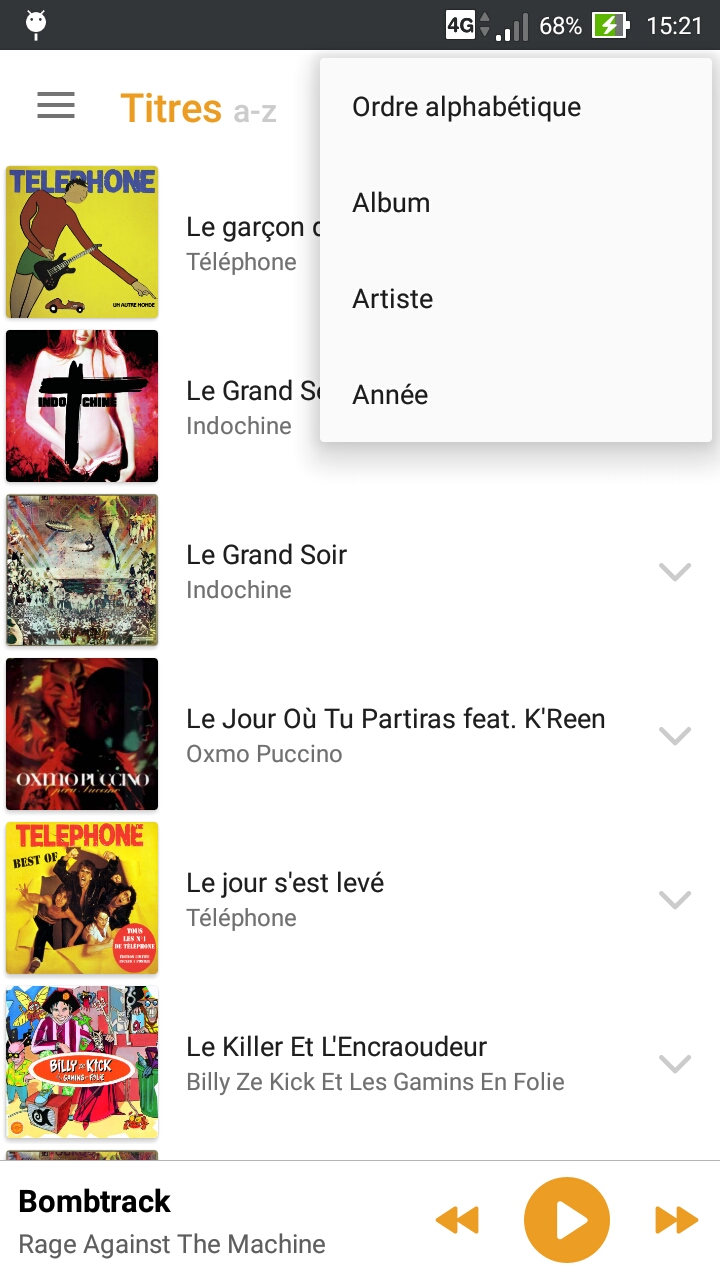 4G 68% 15:21
Titres a-z
Ordre alphabétique
Album
Artiste
Année
TELEPHONE
UN AUTRE MONDE
Le garçon
Téléphone
INDOCHINE
Le Grand
Indochine
Le Grand Soir
Indochine
OXMO PUCCINO
Opéra Puccino
Le Jour Où Tu Partiras feat. K'Reen
Oxmo Puccino
TELEPHONE
BEST OF
TOUS
LES N°1
DE TÉLÉPHONE
Le jour s'est levé
Téléphone
BILLY ZE KICK
GAMINS EN FOLIE
Le Killer Et L'Encraoudeur
Billy Ze Kick Et Les Gamins En Folie
Bombtrack
Rage Against The Machine